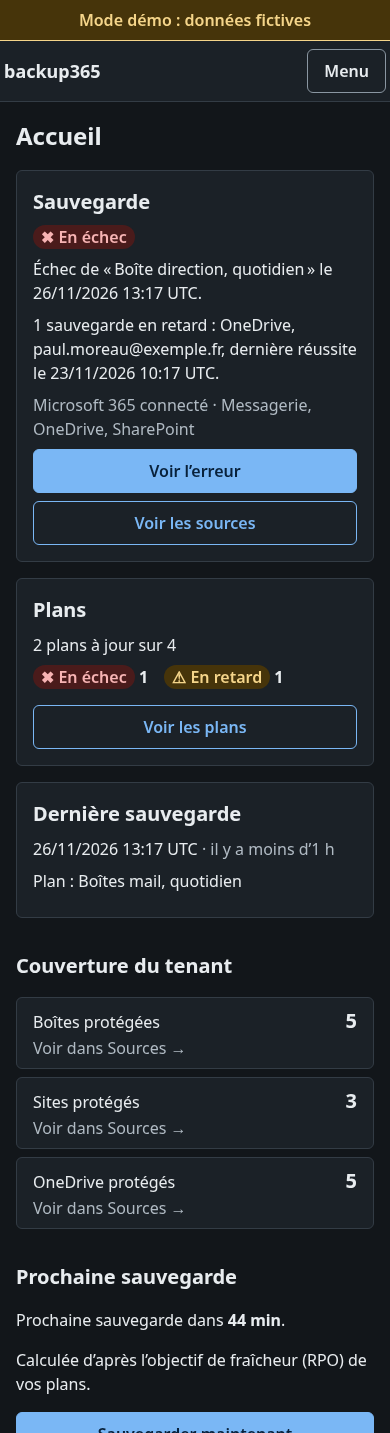 Mode démo : données fictives
backup365
Menu
Accueil
Sauvegarde
✖ En échec
Échec de « Boîte direction, quotidien » le
26/11/2026 13:17 UTC.
1 sauvegarde en retard : OneDrive,
paul.moreau@exemple.fr, dernière réussite
le 23/11/2026 10:17 UTC.
Microsoft 365 connecté · Messagerie,
OneDrive, SharePoint
Voir l’erreur
Voir les sources
Plans
2 plans à jour sur 4
✖ En échec 1 ⚠ En retard 1
Voir les plans
Dernière sauvegarde
26/11/2026 13:17 UTC · il y a moins d’1 h
Plan : Boîtes mail, quotidien
Couverture du tenant
Boîtes protégées 5
Voir dans Sources →
Sites protégés 3
Voir dans Sources →
OneDrive protégés 5
Voir dans Sources →
Prochaine sauvegarde
Prochaine sauvegarde dans 44 min.
Calculée d’après l’objectif de fraîcheur (RPO) de
vos plans.
Sauvegarder maintenant